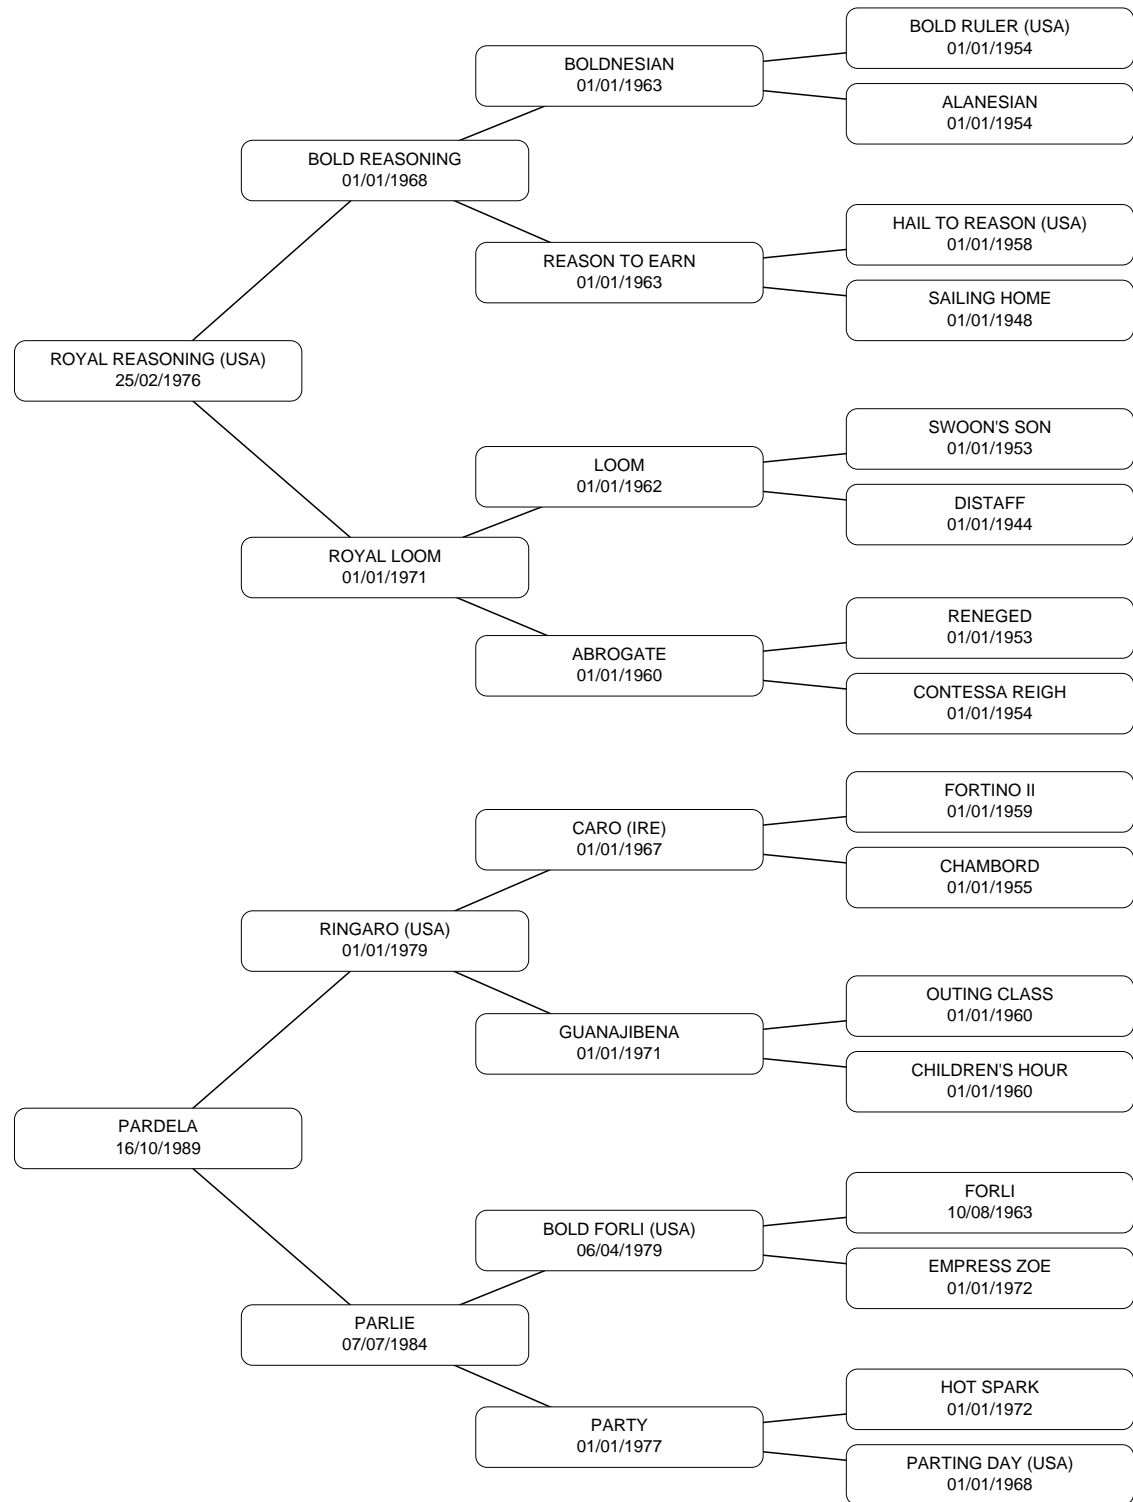 BOLD RULER (USA)
01/01/1954
BOLDNESIAN
01/01/1963
ALANESIAN
01/01/1954
BOLD REASONING
01/01/1968
HAIL TO REASON (USA)
01/01/1958
REASON TO EARN
01/01/1963
SAILING HOME
01/01/1948
ROYAL REASONING (USA)
25/02/1976
SWOON'S SON
01/01/1953
LOOM
01/01/1962
DISTAFF
01/01/1944
ROYAL LOOM
01/01/1971
RENEGED
01/01/1953
ABROGATE
01/01/1960
CONTESSA REIGH
01/01/1954
FORTINO II
01/01/1959
CARO (IRE)
01/01/1967
CHAMBORD
01/01/1955
RINGARO (USA)
01/01/1979
OUTING CLASS
01/01/1960
GUANAJIBENA
01/01/1971
CHILDREN'S HOUR
01/01/1960
PARDELA
16/10/1989
FORLI
10/08/1963
BOLD FORLI (USA)
06/04/1979
EMPRESS ZOE
01/01/1972
PARLIE
07/07/1984
HOT SPARK
01/01/1972
PARTY
01/01/1977
PARTING DAY (USA)
01/01/1968